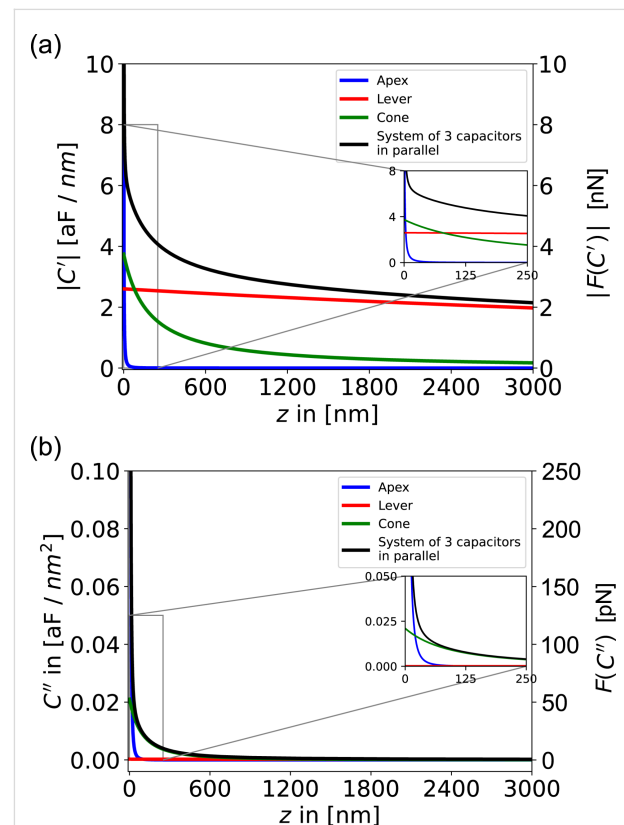 (a)
10
8
6
4
2
0
|C′| [aF / nm]
10
8
6
4
2
0
|F(C′)| [nN]
Apex
Lever
Cone
System of 3 capacitors
in parallel
8
4
0
0 125 250
0 600 1200 1800 2400 3000
z in [nm]
(b)
0.10
0.08
0.06
0.04
0.02
0.00
C″ in [aF / nm²]
250
200
150
100
50
0
F(C″) [pN]
Apex
Lever
Cone
System of 3 capacitors
in parallel
0.050
0.025
0.000
0 125 250
0 600 1200 1800 2400 3000
z in [nm]